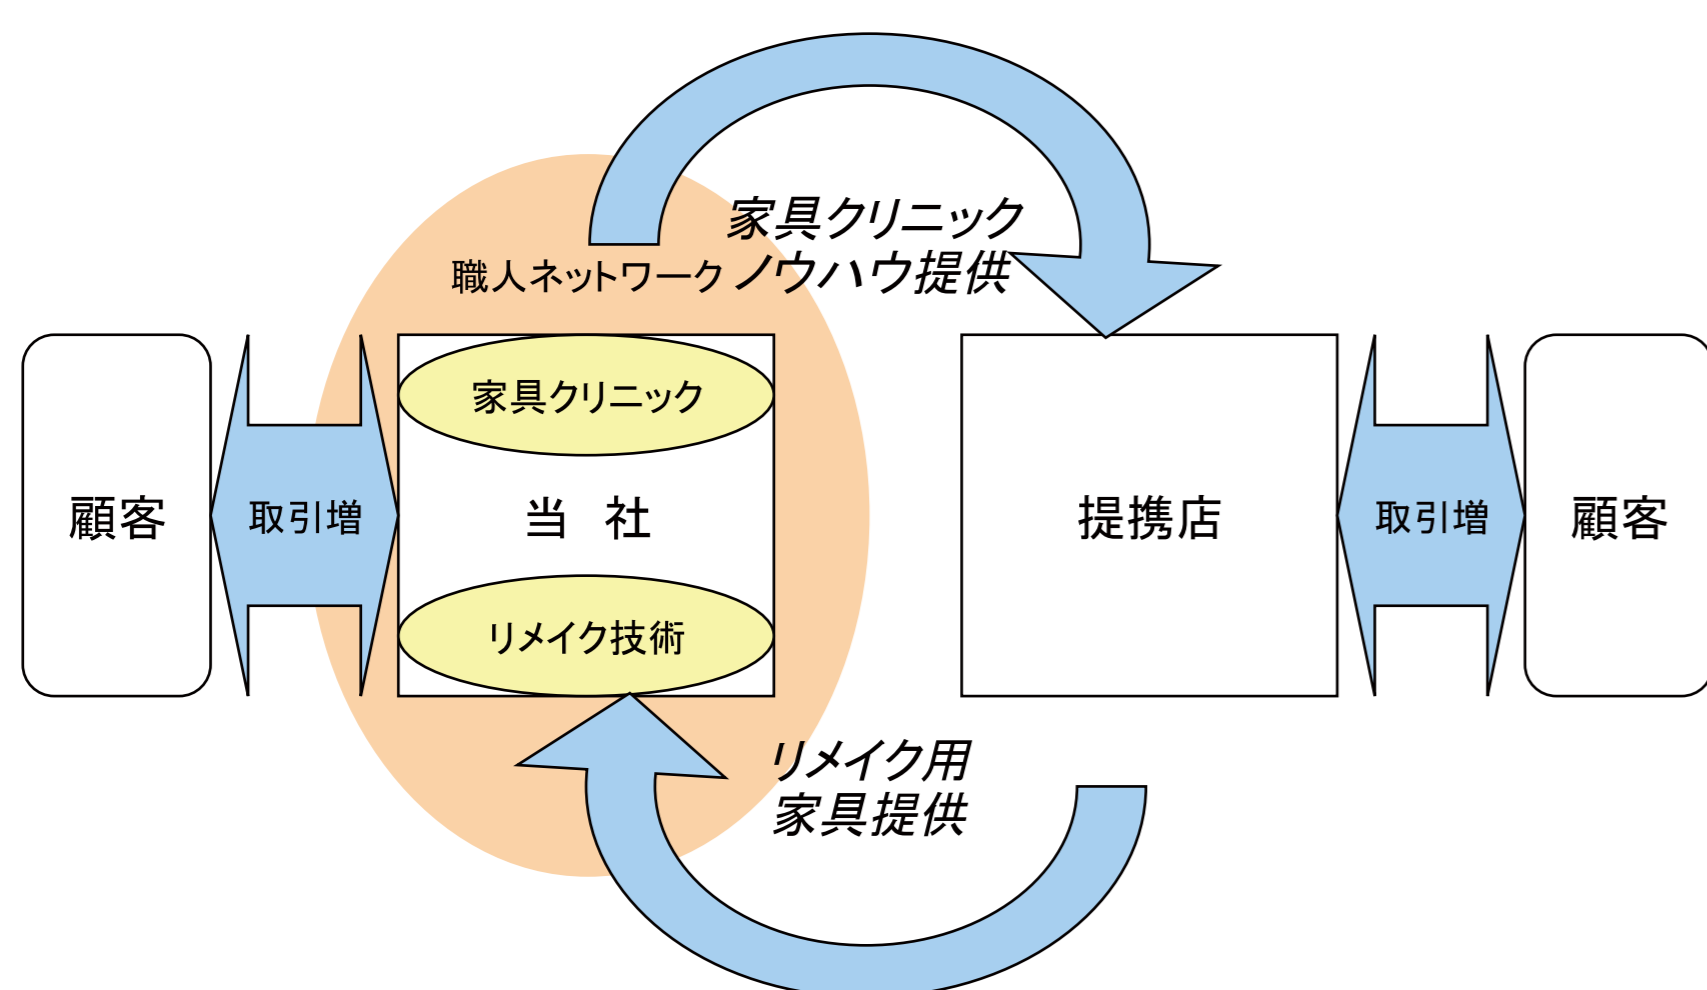 家具クリニック
ノウハウ提供
職人ネットワーク
家具クリニック
顧客
取引増
当 社
提携店
取引増
顧客
リメイク技術
リメイク用
家具提供